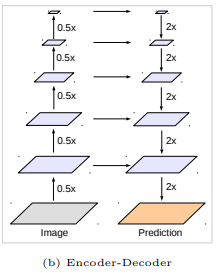 0.5x 2x
0.5x 2x
0.5x 2x
0.5x 2x
0.5x 2x
Image Prediction
(b) Encoder-Decoder